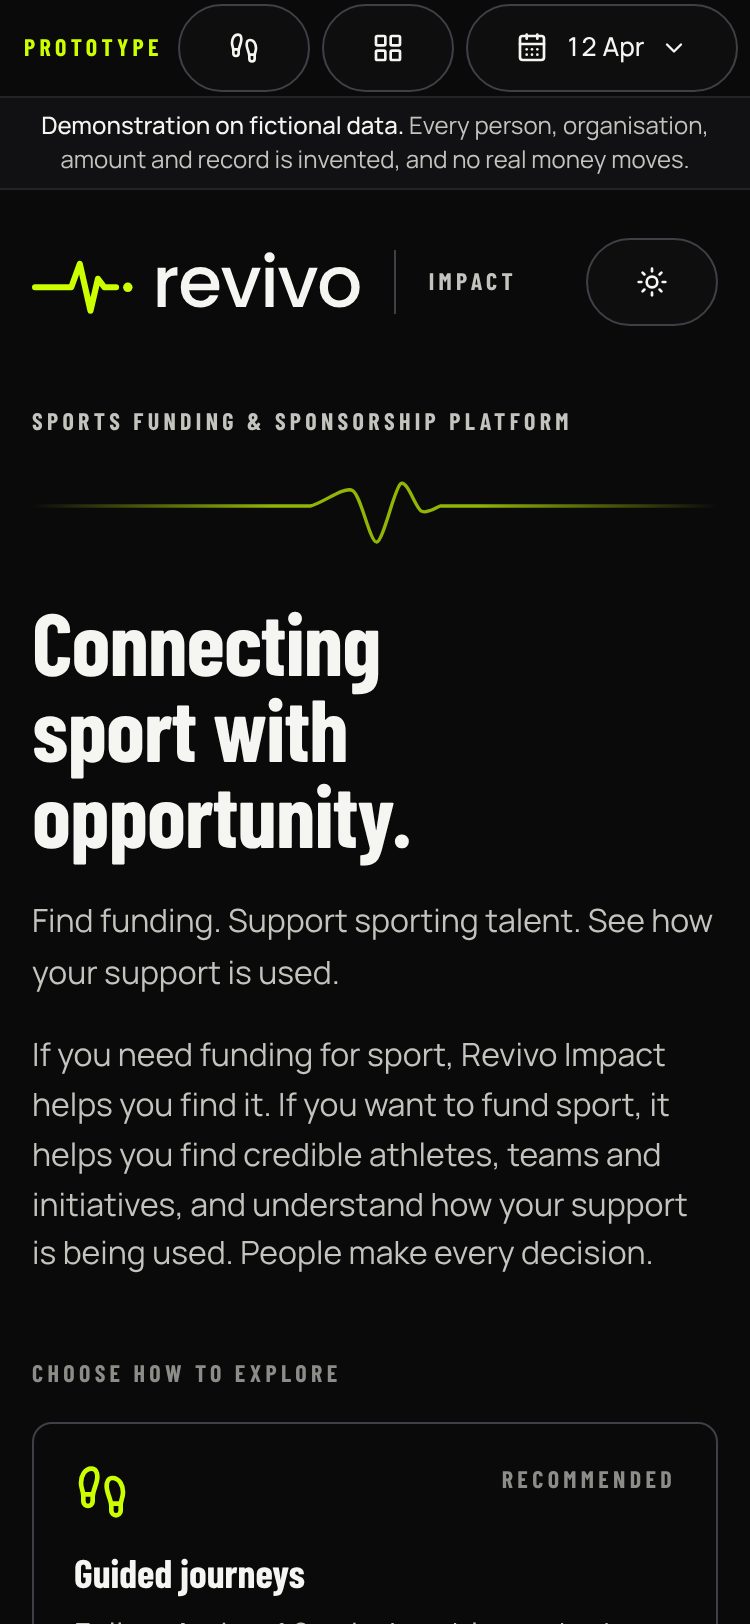 PROTOTYPE
12 Apr
Demonstration on fictional data. Every person, organisation,
amount and record is invented, and no real money moves.
revivo
IMPACT
SPORTS FUNDING & SPONSORSHIP PLATFORM
Connecting
sport with
opportunity.
Find funding. Support sporting talent. See how
your support is used.
If you need funding for sport, Revivo Impact
helps you find it. If you want to fund sport, it
helps you find credible athletes, teams and
initiatives, and understand how your support
is being used. People make every decision.
CHOOSE HOW TO EXPLORE
RECOMMENDED
Guided journeys